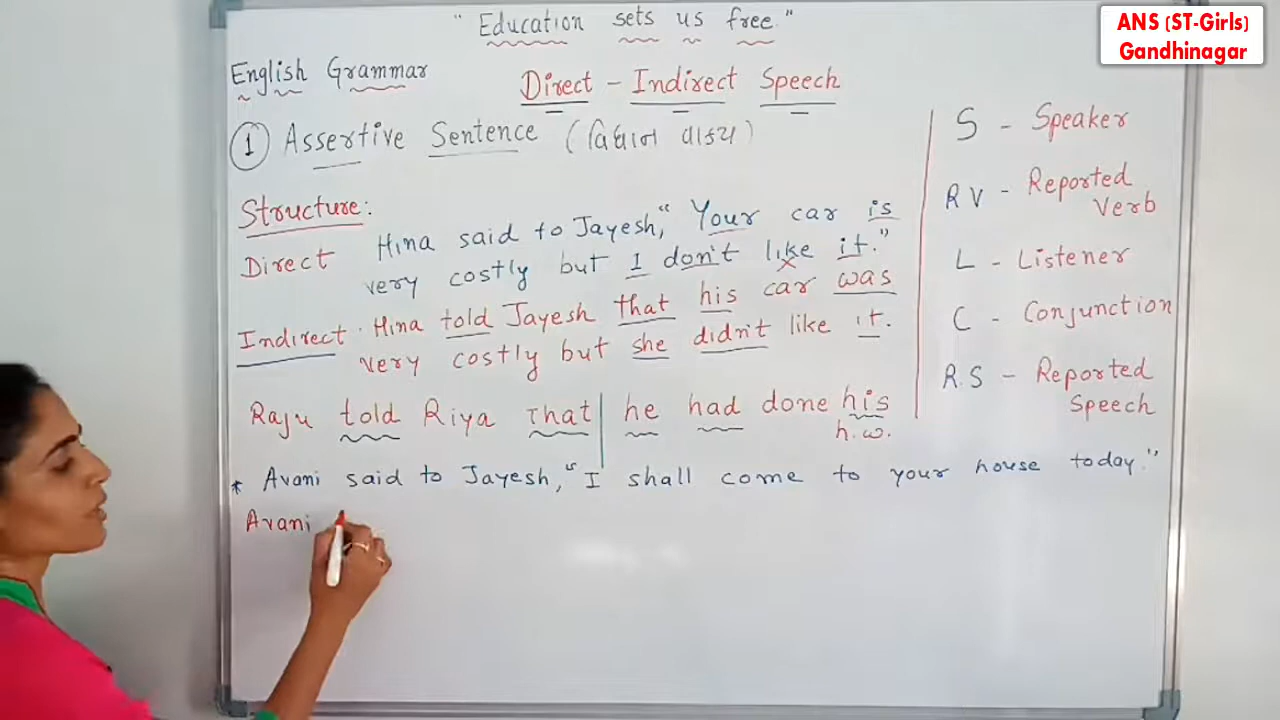 " Education sets us free."
ANS (ST-Girls)
Gandhinagar
English Grammar
Direct - Indirect Speech
① Assertive Sentence (વિધાન વાકય)
Structure:
Direct Hina said to Jayesh, "Your car is
very costly but I don't like it."
Indirect. Hina told Jayesh that his car was
very costly but she didn't like it.
Raju told Riya that he had done his
h.w.
* Avani said to Jayesh, "I shall come to your house today."
Avani
S - Speaker
RV - Reported
Verb
L - Listener
C - Conjunction
R.S - Reported
Speech